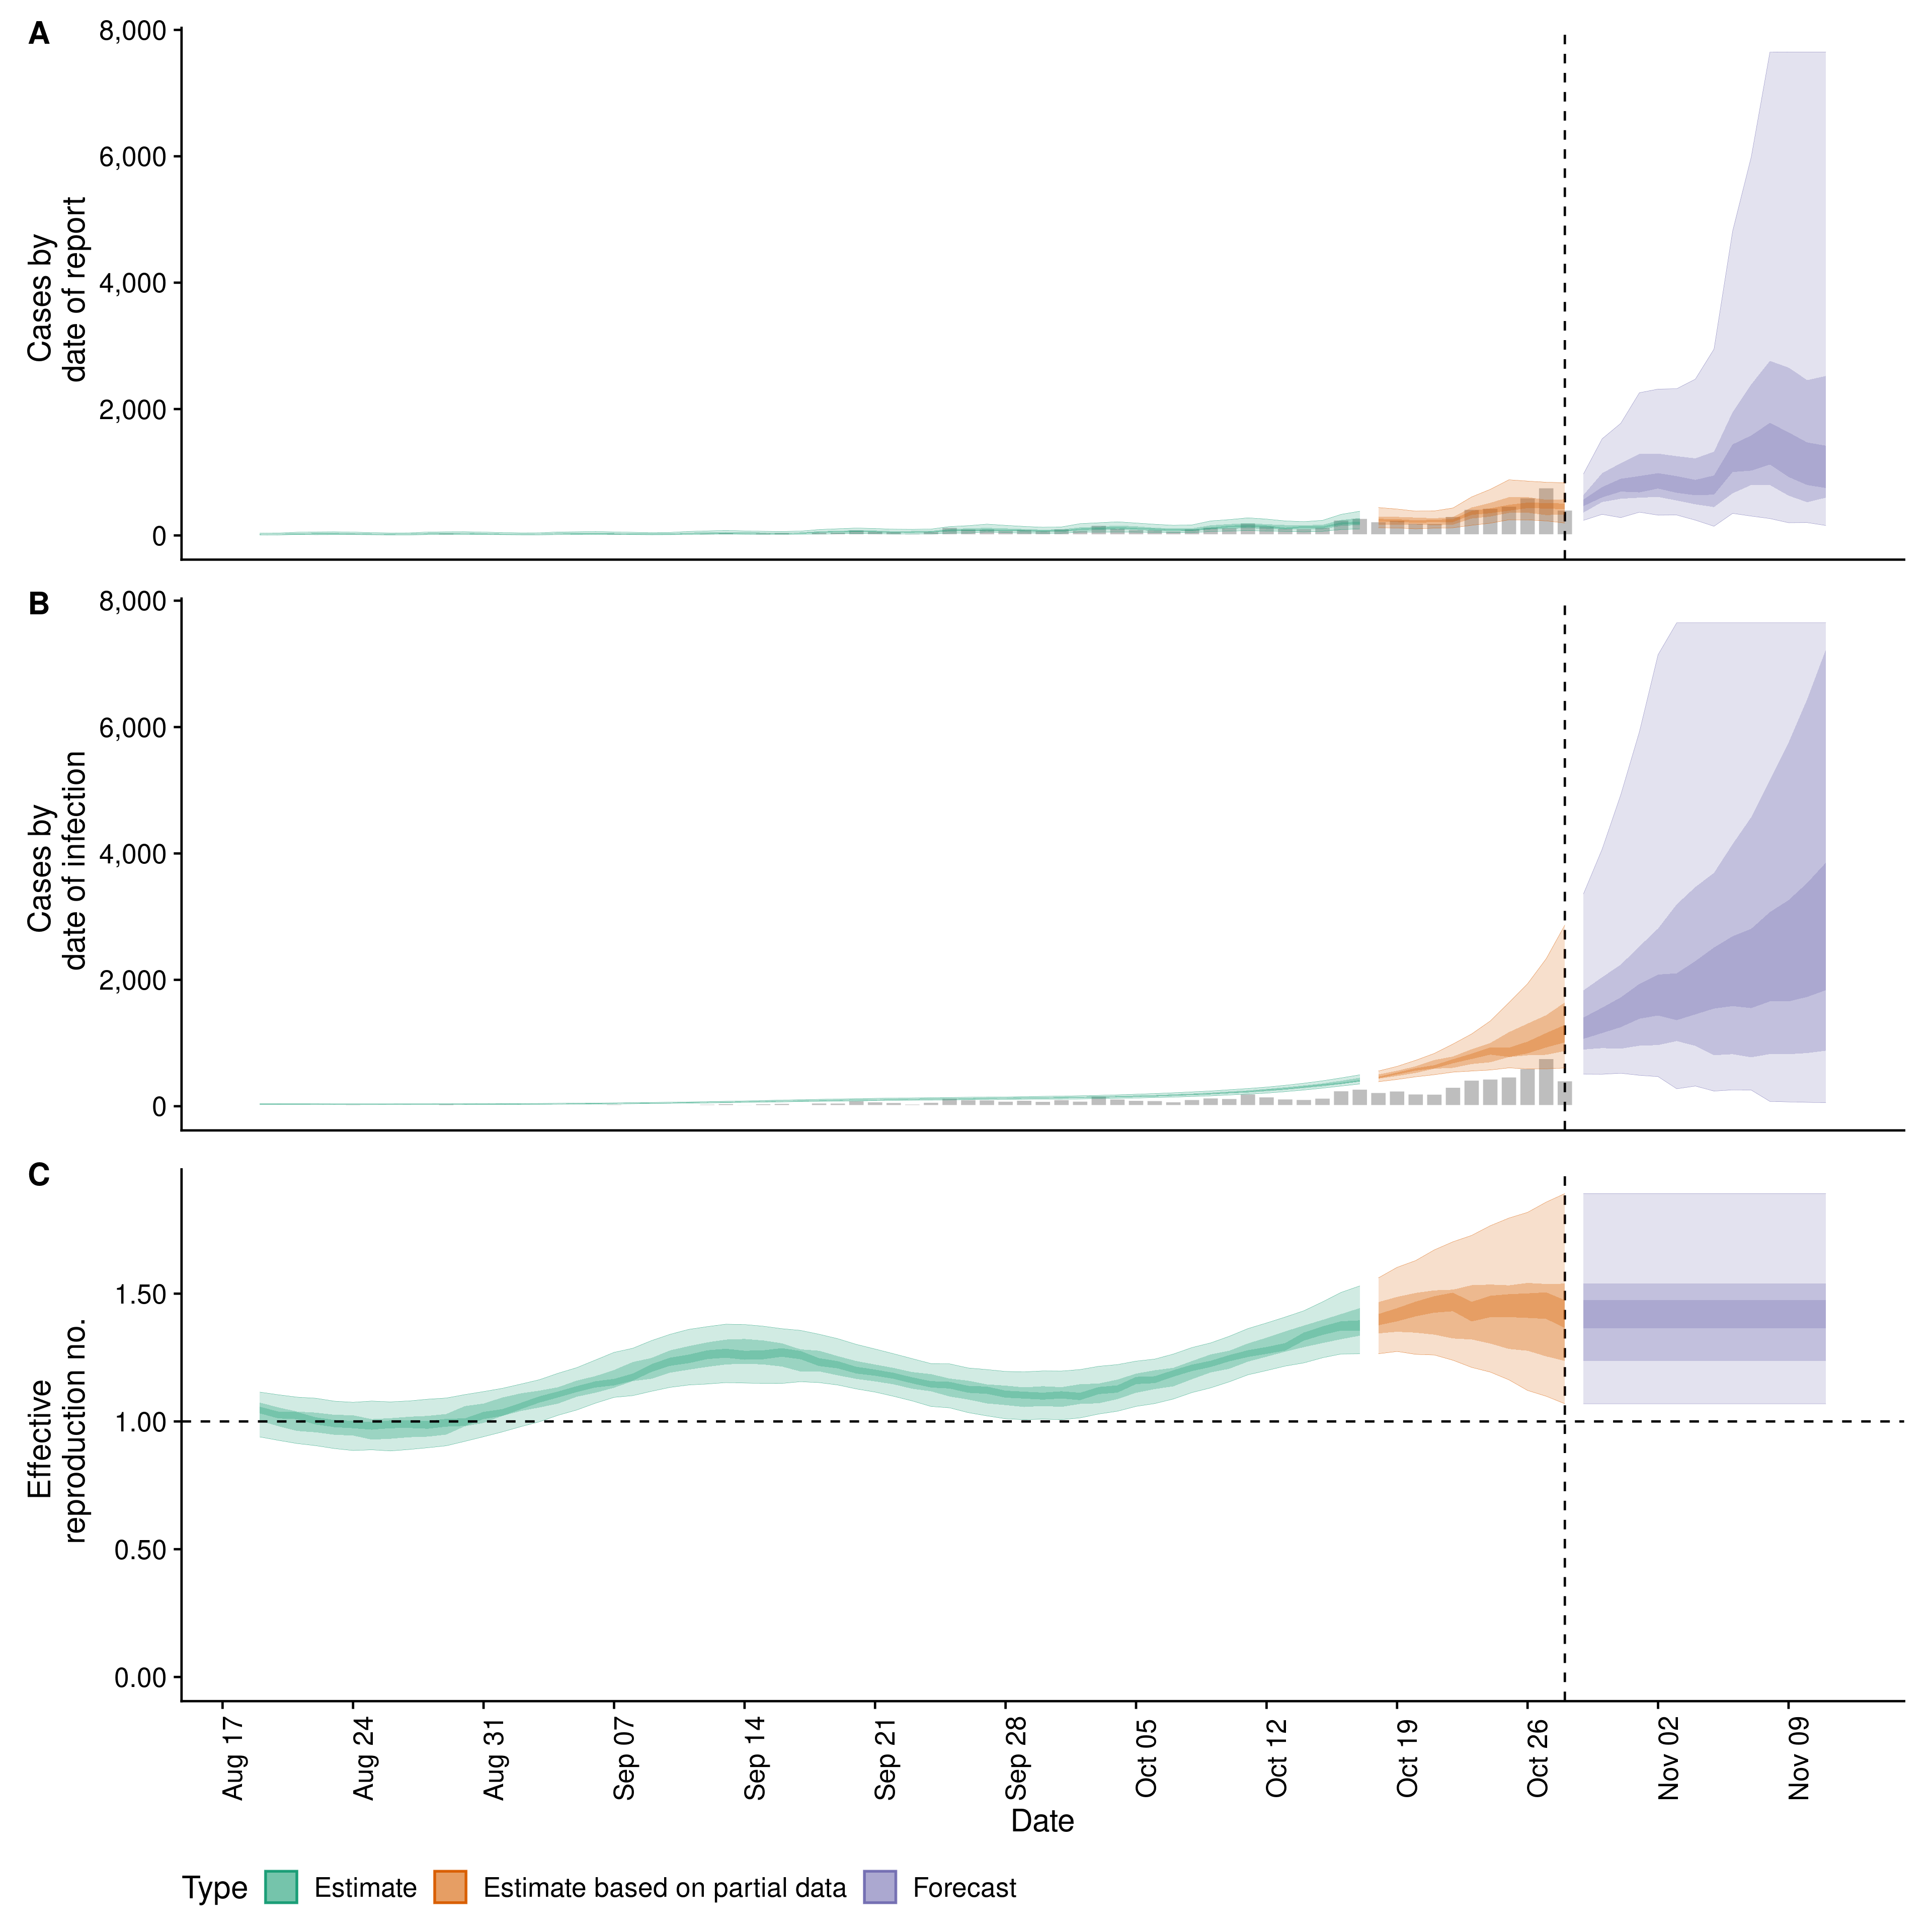 A
8,000
6,000
4,000
2,000
0
Cases by
date of report
B
8,000
6,000
4,000
2,000
0
Cases by
date of infection
C
1.50
1.00
0.50
0.00
Effective
reproduction no.
Aug 17
Aug 24
Aug 31
Sep 07
Sep 14
Sep 21
Sep 28
Oct 05
Oct 12
Oct 19
Oct 26
Nov 02
Nov 09
Date
Type Estimate Estimate based on partial data Forecast